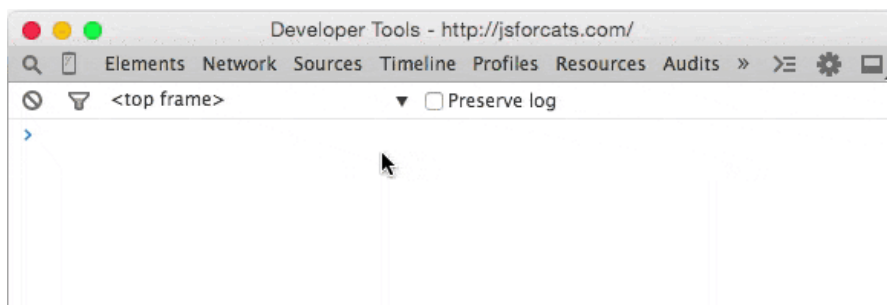 Developer Tools - http://jsforcats.com/
Elements Network Sources Timeline Profiles Resources Audits »
<top frame> ▼ Preserve log
>